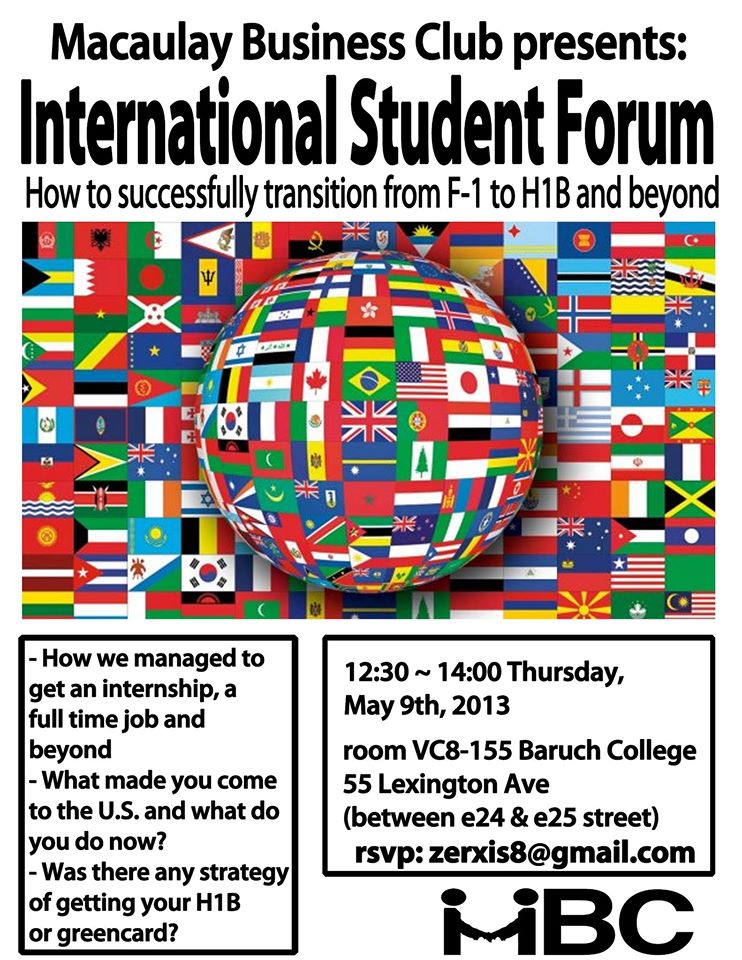 Macaulay Business Club presents:
International Student Forum
How to successfully transition from F-1 to H1B and beyond
- How we managed to
get an internship, a
full time job and
beyond
- What made you come
to the U.S. and what do
you do now?
- Was there any strategy
of getting your H1B
or greencard?
12:30 ~ 14:00 Thursday,
May 9th, 2013
room VC8-155 Baruch College
55 Lexington Ave
(between e24 & e25 street)
rsvp: zerxis8@gmail.com
MBC